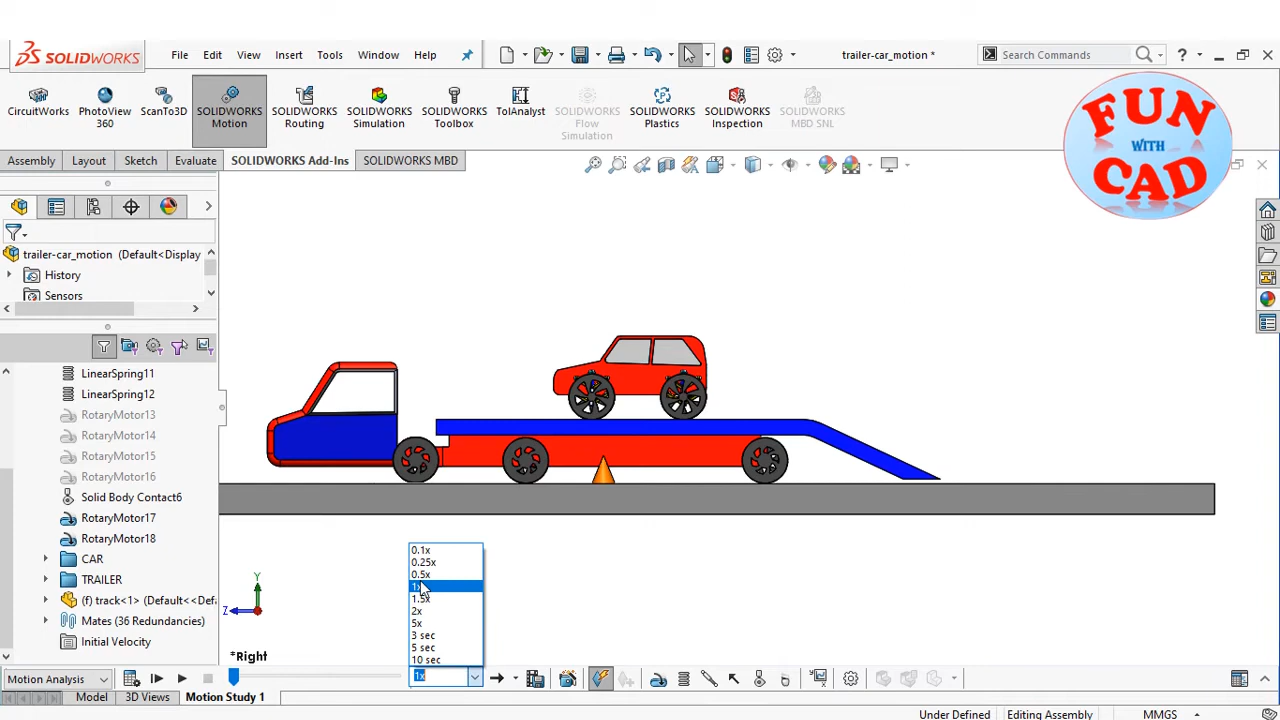 SOLIDWORKS
File
Edit
View
Insert
Tools
Window
Help
trailer-car_motion *
Search Commands
CircuitWorks
PhotoView
360
ScanTo3D
SOLIDWORKS
Motion
SOLIDWORKS
Routing
SOLIDWORKS
Simulation
SOLIDWORKS
Toolbox
TolAnalyst
SOLIDWORKS
Flow
Simulation
SOLIDWORKS
Plastics
SOLIDWORKS
Inspection
SOLIDWORKS
MBD SNL
FUN
WITH
CAD
Assembly
Layout
Sketch
Evaluate
SOLIDWORKS Add-Ins
SOLIDWORKS MBD
trailer-car_motion (Default<Display
History
Sensors
LinearSpring11
LinearSpring12
RotaryMotor13
RotaryMotor14
RotaryMotor15
RotaryMotor16
Solid Body Contact6
RotaryMotor17
RotaryMotor18
CAR
TRAILER
(f) track<1> (Default<<Def
Mates (36 Redundancies)
Initial Velocity
Y
Z
*Right
0.1x
0.25x
0.5x
1x
1.5x
2x
5x
3 sec
5 sec
10 sec
Motion Analysis
1x
Model
3D Views
Motion Study 1
Under Defined
Editing Assembly
MMGS